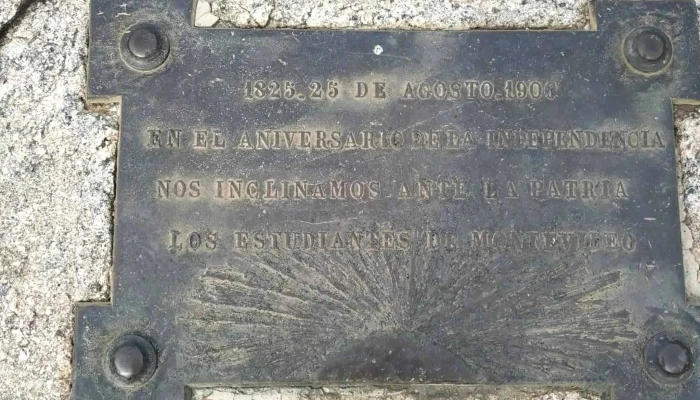 1825.25 DE AGOSTO.1906
EN EL ANIVERSARIO DE LA INDEPENDENCIA
NOS INCLINAMOS ANTE LA PATRIA
LOS ESTUDIANTES DE MONTEVIDEO